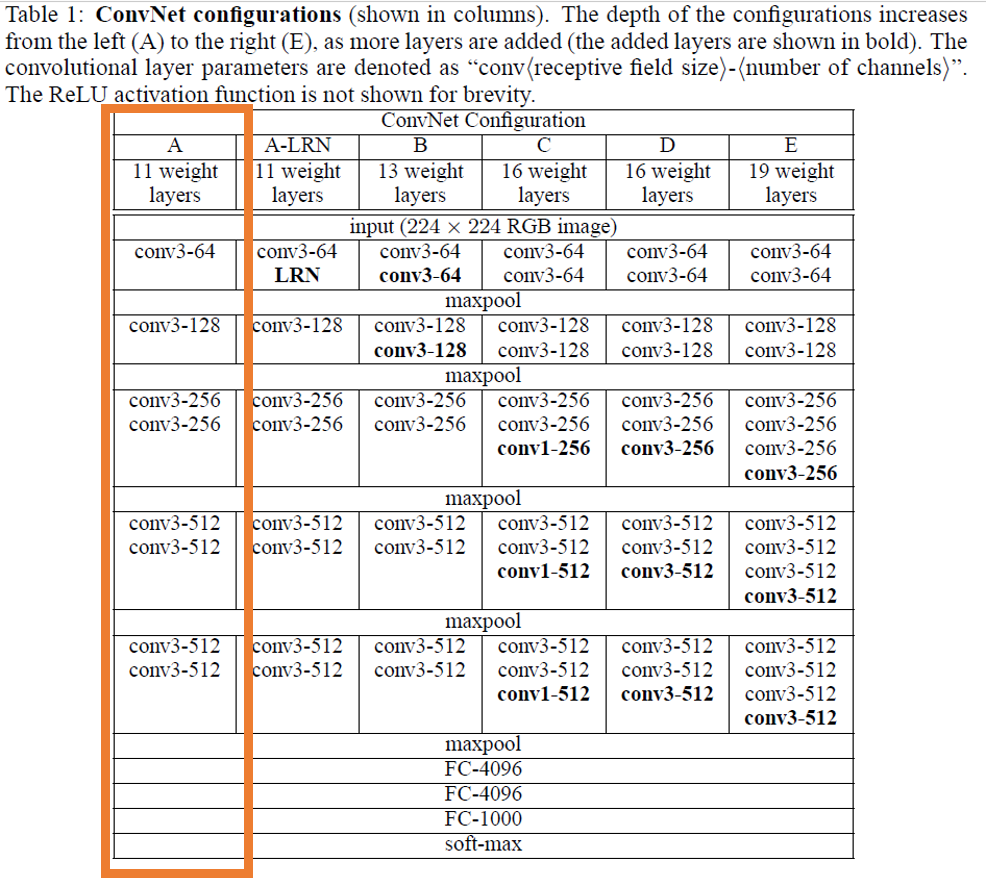 Table 1: ConvNet configurations (shown in columns). The depth of the configurations increases
from the left (A) to the right (E), as more layers are added (the added layers are shown in bold). The
convolutional layer parameters are denoted as “conv⟨receptive field size⟩-⟨number of channels⟩”.
The ReLU activation function is not shown for brevity.
ConvNet Configuration
A A-LRN B C D E
11 weight 11 weight 13 weight 16 weight 16 weight 19 weight
layers layers layers layers layers layers
input (224 × 224 RGB image)
conv3-64 conv3-64 conv3-64 conv3-64 conv3-64 conv3-64
LRN conv3-64 conv3-64 conv3-64 conv3-64
maxpool
conv3-128 conv3-128 conv3-128 conv3-128 conv3-128 conv3-128
conv3-128 conv3-128 conv3-128 conv3-128
maxpool
conv3-256 conv3-256 conv3-256 conv3-256 conv3-256 conv3-256
conv3-256 conv3-256 conv3-256 conv3-256 conv3-256 conv3-256
conv1-256 conv3-256 conv3-256
conv3-256
maxpool
conv3-512 conv3-512 conv3-512 conv3-512 conv3-512 conv3-512
conv3-512 conv3-512 conv3-512 conv3-512 conv3-512 conv3-512
conv1-512 conv3-512 conv3-512
conv3-512
maxpool
conv3-512 conv3-512 conv3-512 conv3-512 conv3-512 conv3-512
conv3-512 conv3-512 conv3-512 conv3-512 conv3-512 conv3-512
conv1-512 conv3-512 conv3-512
conv3-512
maxpool
FC-4096
FC-4096
FC-1000
soft-max